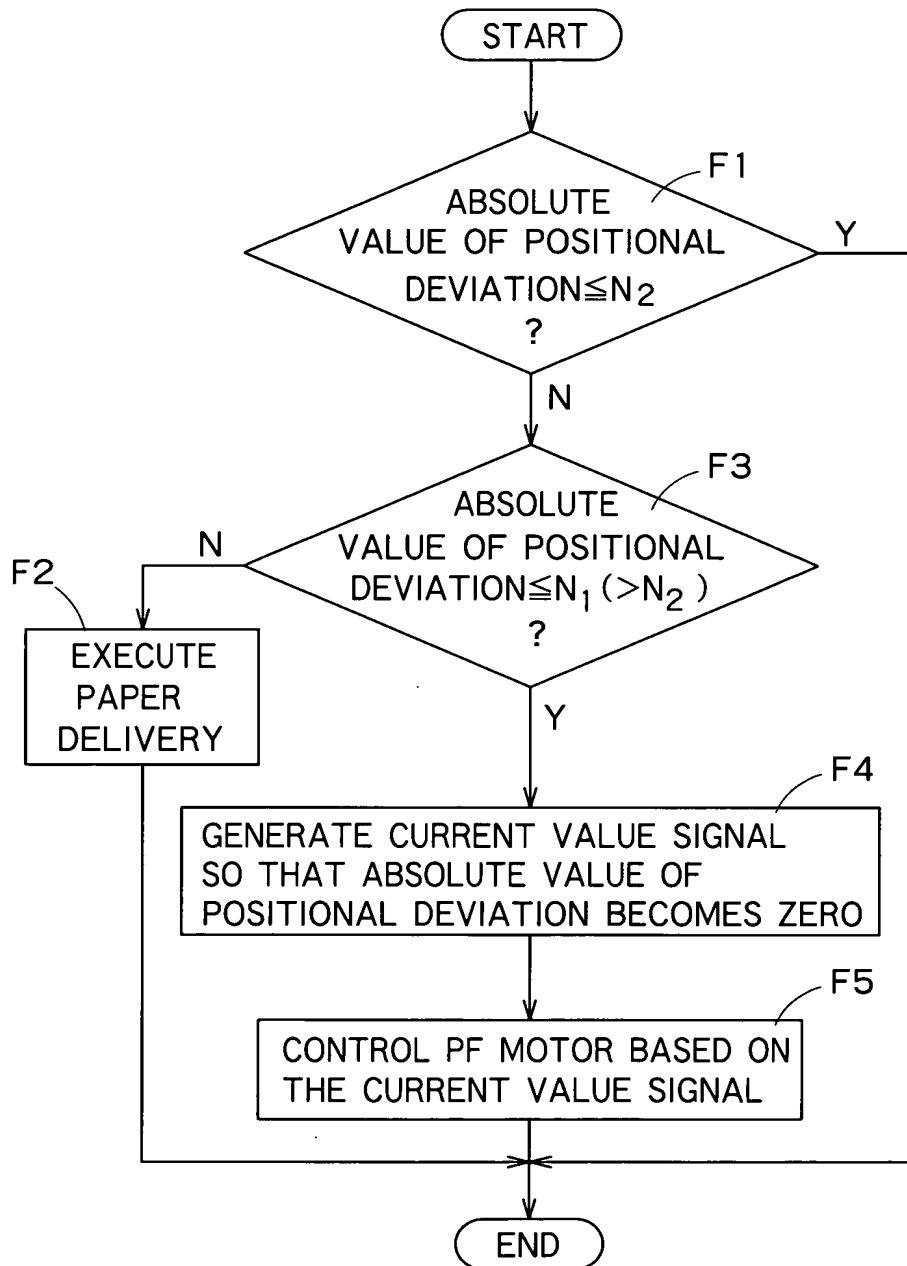 START
F1
ABSOLUTE
VALUE OF POSITIONAL
DEVIATION≦N2
?
Y
N
F3
ABSOLUTE
VALUE OF POSITIONAL
DEVIATION≦N1 (>N2)
?
N
F2
EXECUTE
PAPER
DELIVERY
Y
F4
GENERATE CURRENT VALUE SIGNAL
SO THAT ABSOLUTE VALUE OF
POSITIONAL DEVIATION BECOMES ZERO
F5
CONTROL PF MOTOR BASED ON
THE CURRENT VALUE SIGNAL
END